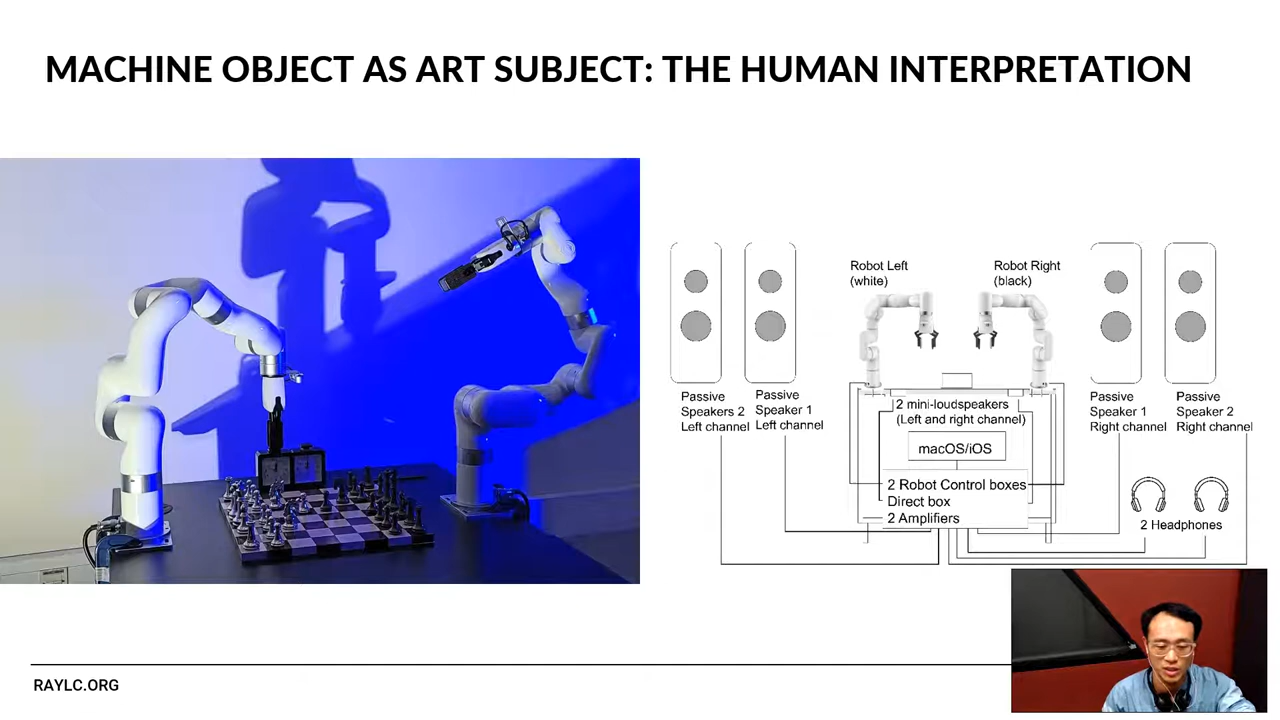 MACHINE OBJECT AS ART SUBJECT: THE HUMAN INTERPRETATION
Robot Left
(white)
Robot Right
(black)
Passive
Speakers 2
Left channel
Passive
Speaker 1
Left channel
2 mini-loudspeakers
(Left and right channel)
macOS/iOS
2 Robot Control boxes
Direct box
2 Amplifiers
Passive
Speaker 1
Right channel
Passive
Speaker 2
Right channel
2 Headphones
RAYLC.ORG